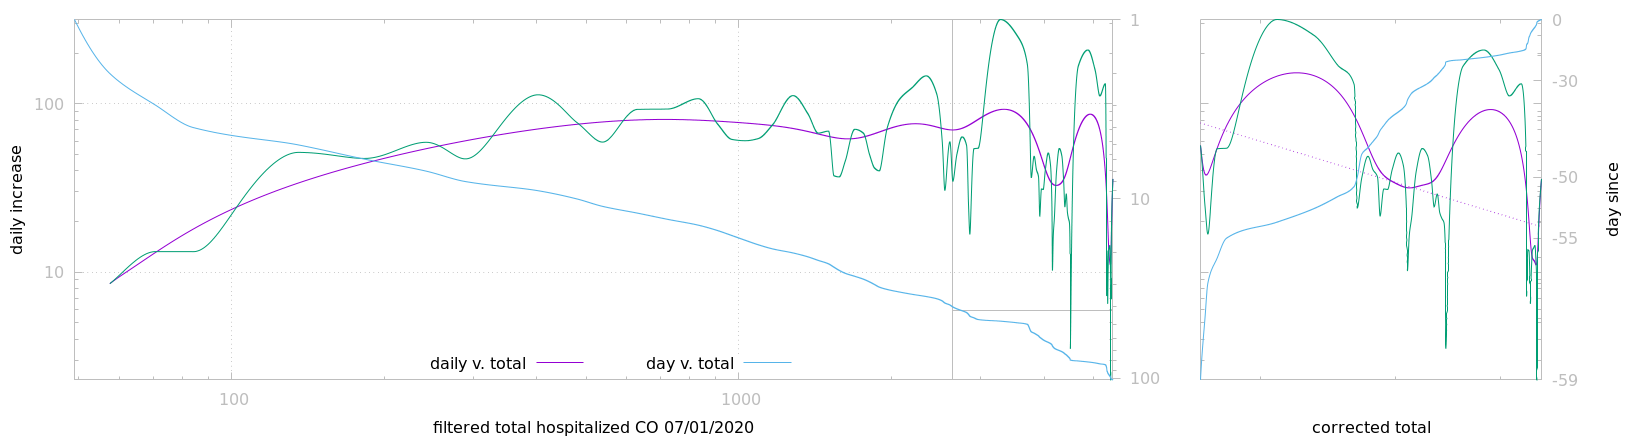 1
0
-30
100
daily increase
10
10
-50
-55
day since
daily v. total
day v. total
100
-59
100
1000
filtered total hospitalized CO 07/01/2020
corrected total